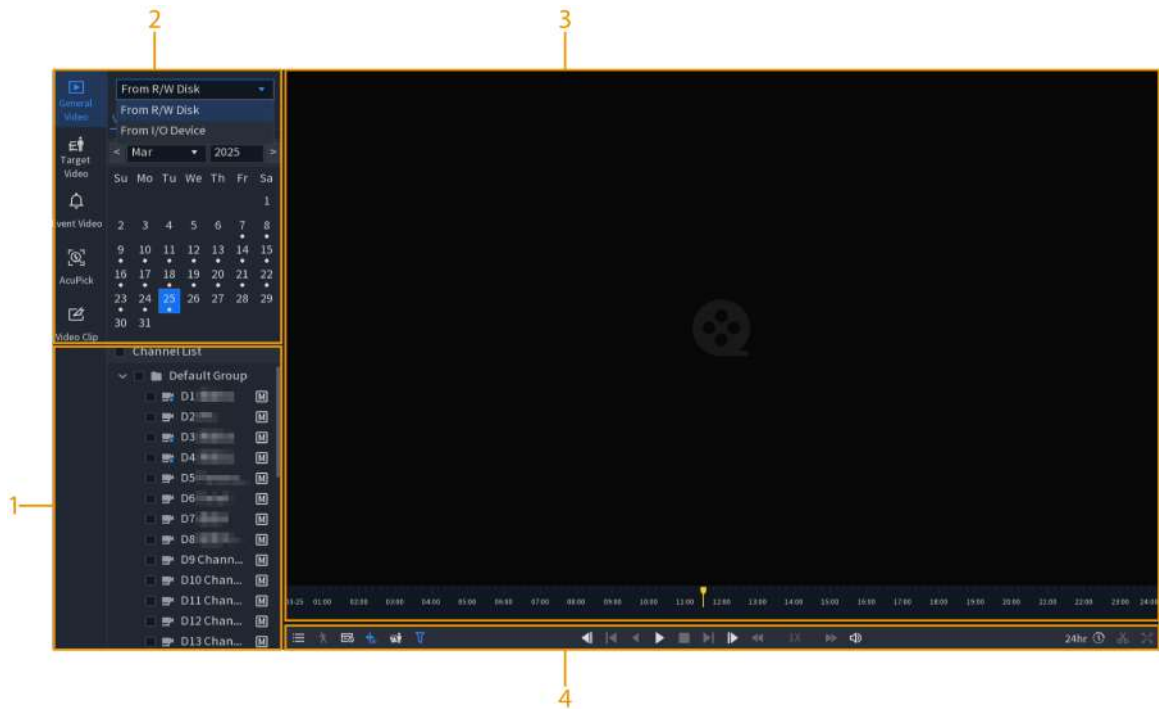 2
3
General
Video
From R/W Disk
From R/W Disk
From I/O Device
Target
Video
< Mar 2025 >
Su Mo Tu We Th Fr Sa
1
Event Video
2 3 4 5 6 7 8
9 10 11 12 13 14 15
AcuPick
16 17 18 19 20 21 22
23 24 25 26 27 28 29
30 31
Video Clip
Channel List
Default Group
D1 M
D2 M
D3 M
D4 M
D5 M
1
D6 M
D7 M
D8 M
D9 Chann... M
D10 Chan... M
D11 Chan... M
D12 Chan... M
D13 Chan... M
03-25 01:00 02:00 03:00 04:00 05:00 06:00 07:00 08:00 09:00 10:00 11:00 12:00 13:00 14:00 15:00 16:00 17:00 18:00 19:00 20:00 21:00 22:00 23:00 24:00
1X 24hr
4